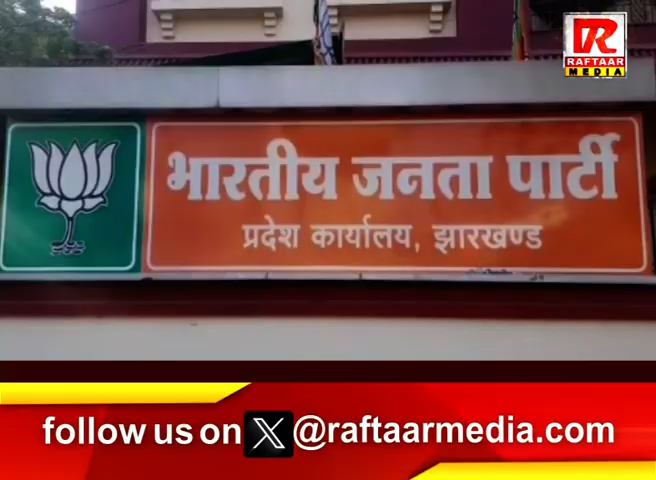 R
RAFTAAR
MEDIA
भारतीय जनता पार्टी
प्रदेश कार्यालय, झारखण्ड
follow us on X @raftaarmedia.com